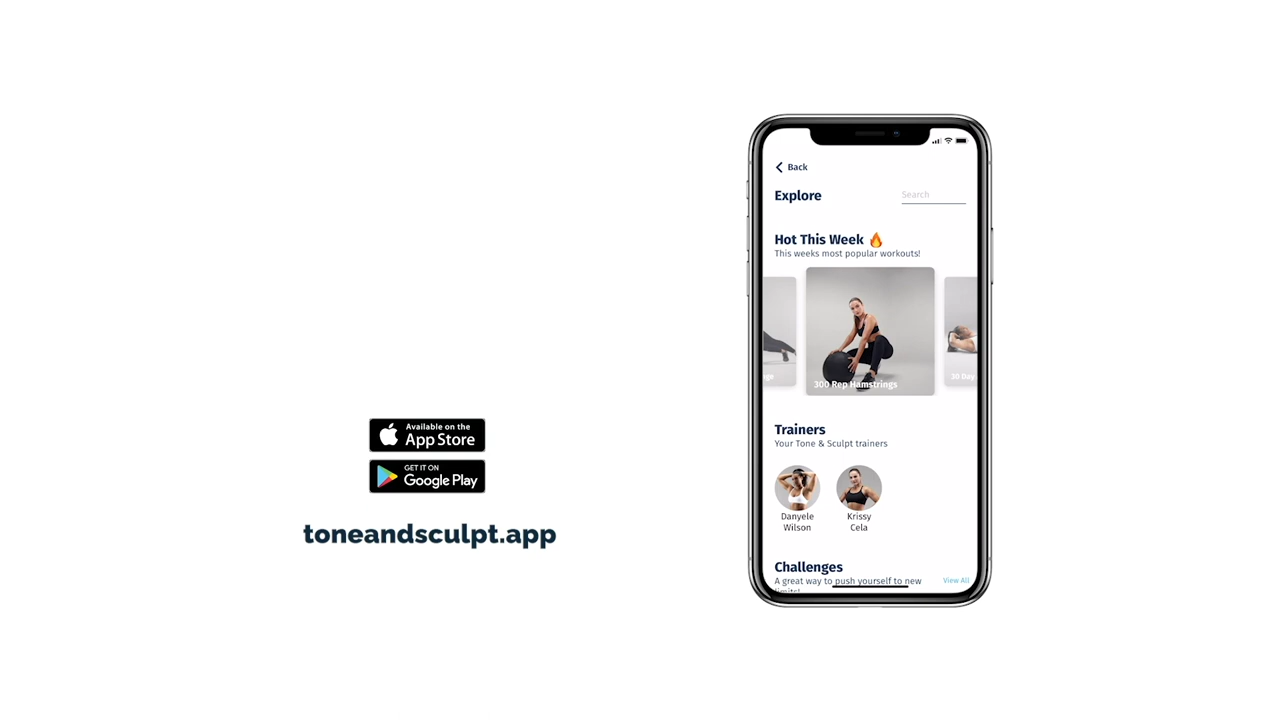 Available on the
App Store
GET IT ON
Google Play
toneandsculpt.app
Back
Explore
Search
Hot This Week 🔥
This weeks most popular workouts!
300 Rep Hamstrings
30 Day
Trainers
Your Tone & Sculpt trainers
Danyele
Wilson
Krissy
Cela
Challenges
A great way to push yourself to new
limits!
View All